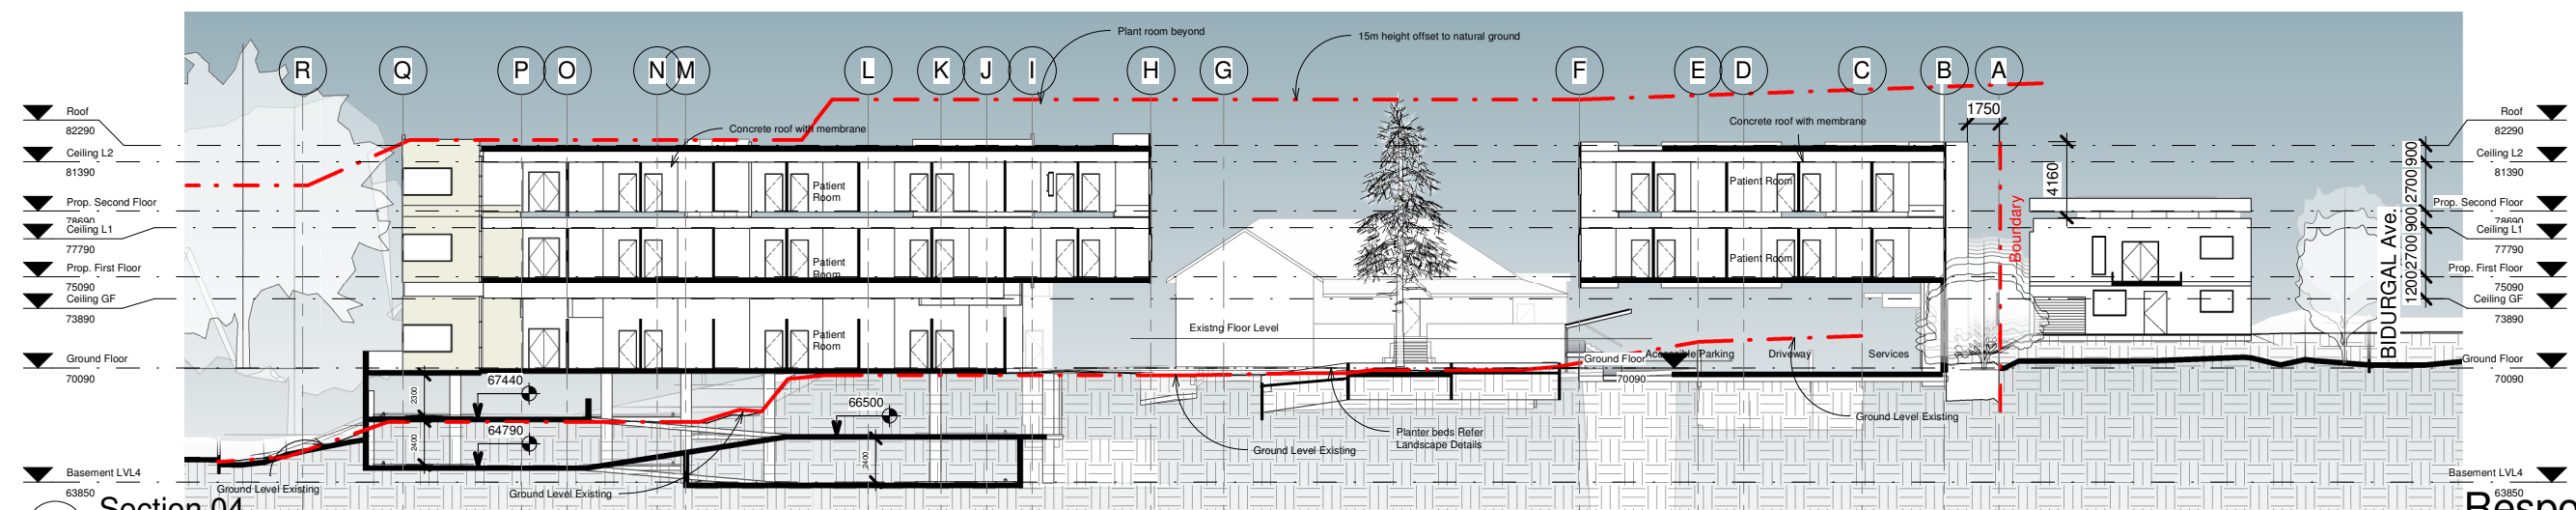 Plant room beyond
15m height offset to natural ground
R Q P O N M L K J I H G F E D C B A
Roof
82290
Ceiling L2
81390
Prop. Second Floor
78690
Ceiling L1
77790
Prop. First Floor
75090
Ceiling GF
73890
Ground Floor
70090
Basement LVL4
63850
Concrete roof with membrane
Patient
Room
Patient
Room
Patient
Room
2300
67440
64790
2400
66500
2400
Ground Level Existing
Ground Level Existing
Existng Floor Level
Ground Level Existing
Planter beds Refer
Landscape Details
Concrete roof with membrane
Patient Room
Patient Room
Ground Floor
70090
Accessible Parking
Driveway
Services
Ground Level Existing
1750
Boundary
4160
BIDURGAL Ave.
900
2700
900
2700
1200
Roof
82290
Ceiling L2
81390
Prop. Second Floor
78690
Ceiling L1
77790
Prop. First Floor
75090
Ceiling GF
73890
Ground Floor
70090
Basement LVL4
63850
Section 04
Respo